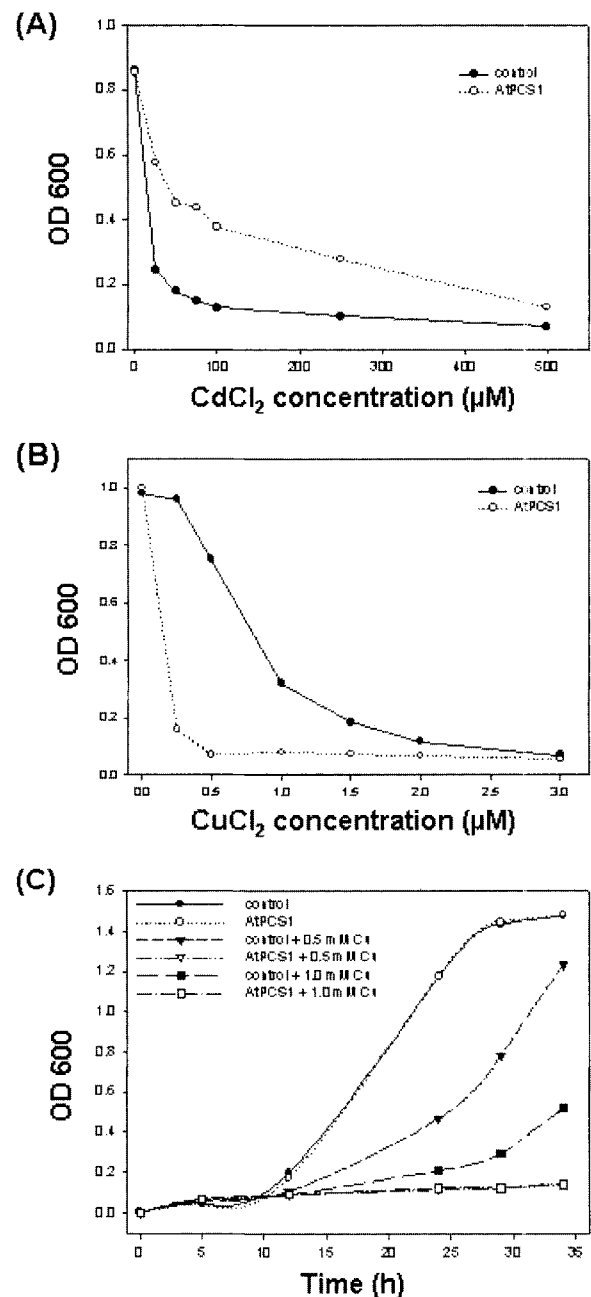 (A)
1.0
0.8
0.6
0.4
0.2
0.0
OD 600
control
AtPCS1
0 100 200 300 400 500
CdCl₂ concentration (µM)
(B)
1.0
0.8
0.6
0.4
0.2
0.0
OD 600
control
AtPCS1
0.0 0.5 1.0 1.5 2.0 2.5 3.0
CuCl₂ concentration (µM)
(C)
1.6
1.4
1.2
1.0
0.8
0.6
0.4
0.2
0.0
OD 600
control
AtPCS1
control + 0.5 mM Cu
AtPCS1 + 0.5 mM Cu
control + 1.0 mM Cu
AtPCS1 + 1.0 mM Cu
0 5 10 15 20 25 30 35
Time (h)